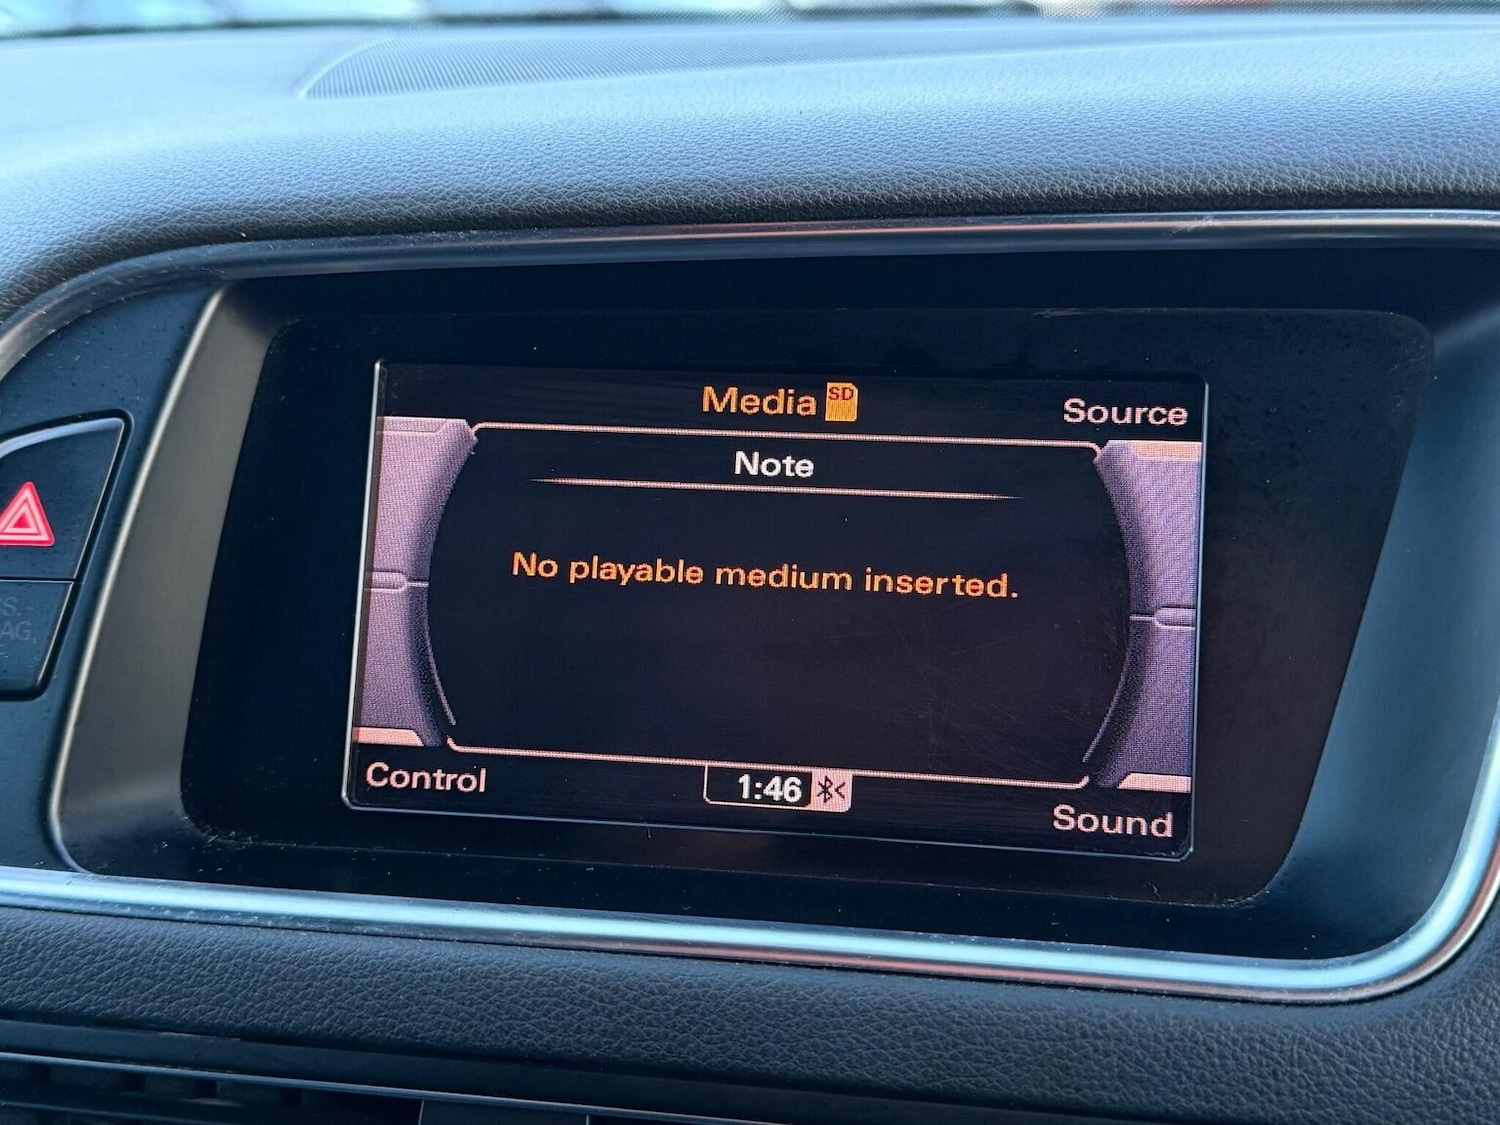 Media SD
Source
Note
No playable medium inserted.
Control
1:46
Sound